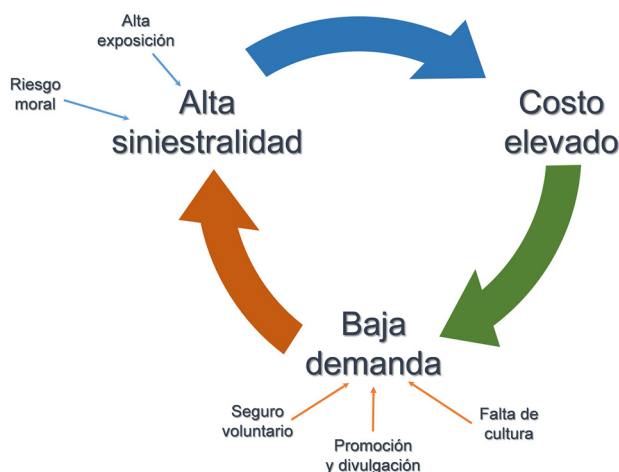 Alta
exposición
Riesgo
moral
Alta
siniestralidad
Costo
elevado
Baja
demanda
Seguro
voluntario
Promoción
y divulgación
Falta de
cultura